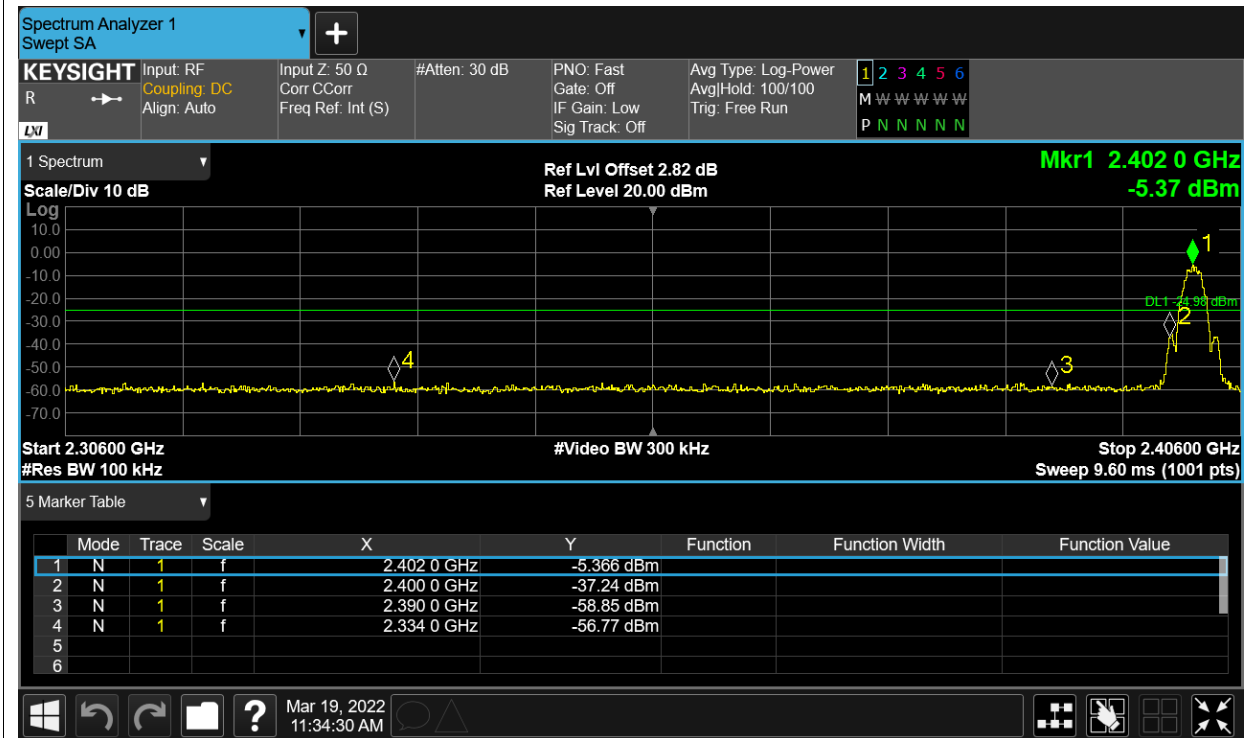 Spectrum Analyzer 1
Swept SA
KEYSIGHT
R
LXI
Input: RF
Coupling: DC
Align: Auto
Input Z: 50 Ω
Corr CCorr
Freq Ref: Int (S)
#Atten: 30 dB
PNO: Fast
Gate: Off
IF Gain: Low
Sig Track: Off
Avg Type: Log-Power
Avg|Hold: 100/100
Trig: Free Run
1 2 3 4 5 6
M W W W W W
P N N N N N
1 Spectrum
Scale/Div 10 dB
Ref Lvl Offset 2.82 dB
Ref Level 20.00 dBm
Mkr1 2.402 0 GHz
-5.37 dBm
Log
10.0
0.00
-10.0
-20.0
-30.0
-40.0
-50.0
-60.0
-70.0
1
DL1 -24.98 dBm
2
3
4
Start 2.30600 GHz
#Video BW 300 kHz
Stop 2.40600 GHz
#Res BW 100 kHz
Sweep 9.60 ms (1001 pts)
5 Marker Table
Mode Trace Scale X Y Function Function Width Function Value
1 N 1 f 2.402 0 GHz -5.366 dBm
2 N 1 f 2.400 0 GHz -37.24 dBm
3 N 1 f 2.390 0 GHz -58.85 dBm
4 N 1 f 2.334 0 GHz -56.77 dBm
5
6
?
Mar 19, 2022
11:34:30 AM